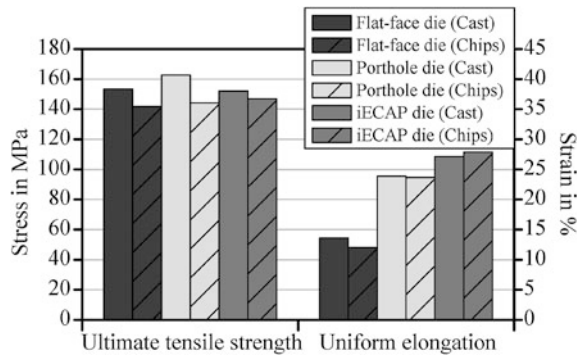 Flat-face die (Cast)
Flat-face die (Chips)
Porthole die (Cast)
Porthole die (Chips)
iECAP die (Cast)
iECAP die (Chips)
Stress in MPa
180
160
140
120
100
80
60
40
20
0
45
40
35
30
25
20
15
10
5
0
Strain in %
Ultimate tensile strength
Uniform elongation